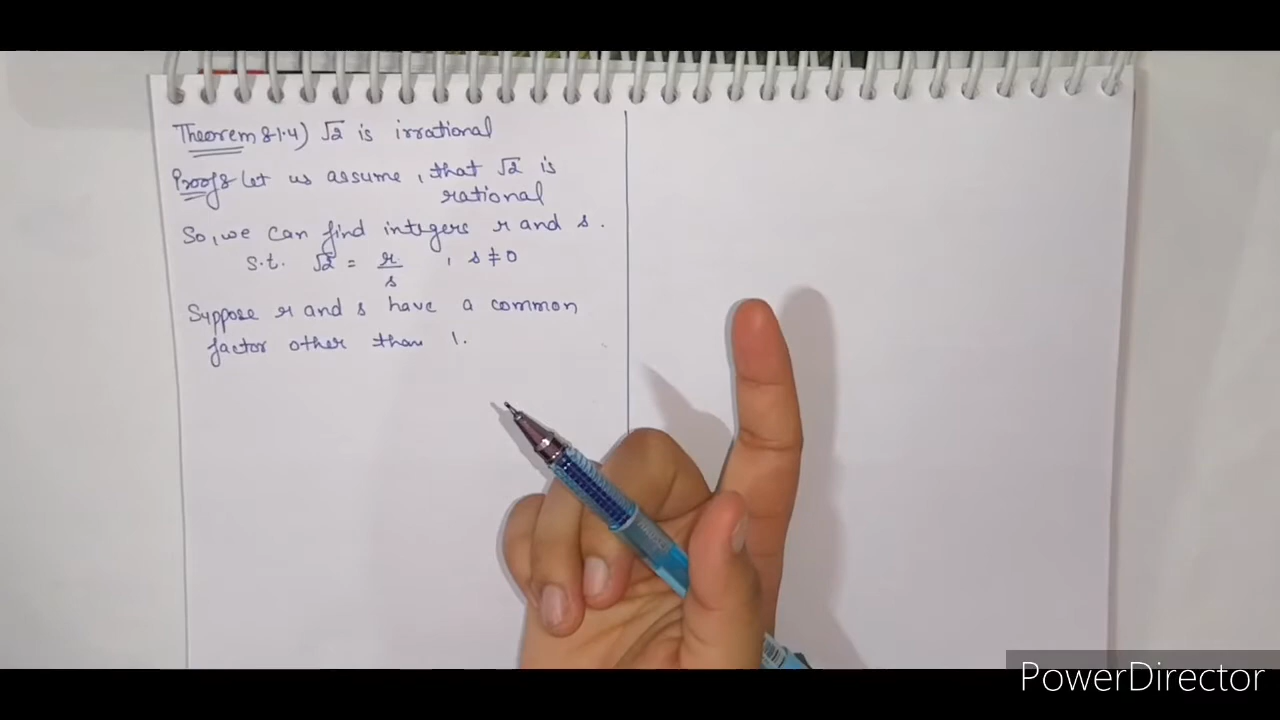 Theorem 8 1.4) √2 is irrational
Proof 8 Let us assume, that √2 is
rational
So, we can find integers r and s.
s.t. √2 = r/s , s ≠ 0
Suppose r and s have a common
factor other than 1.
PowerDirector